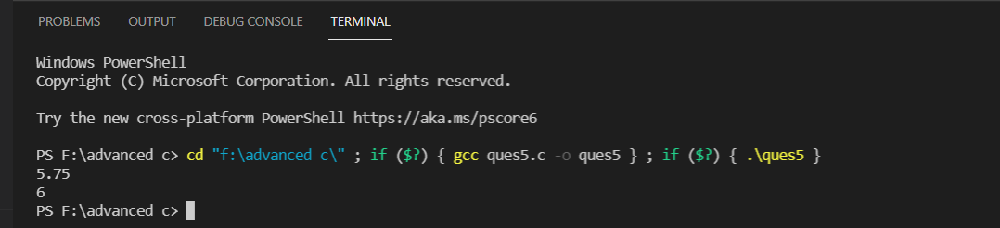 PROBLEMS OUTPUT DEBUG CONSOLE TERMINAL
Windows PowerShell
Copyright (C) Microsoft Corporation. All rights reserved.
Try the new cross-platform PowerShell https://aka.ms/pscore6
PS F:\advanced c> cd "f:\advanced c\" ; if ($?) { gcc ques5.c -o ques5 } ; if ($?) { .\ques5 }
5.75
6
PS F:\advanced c>